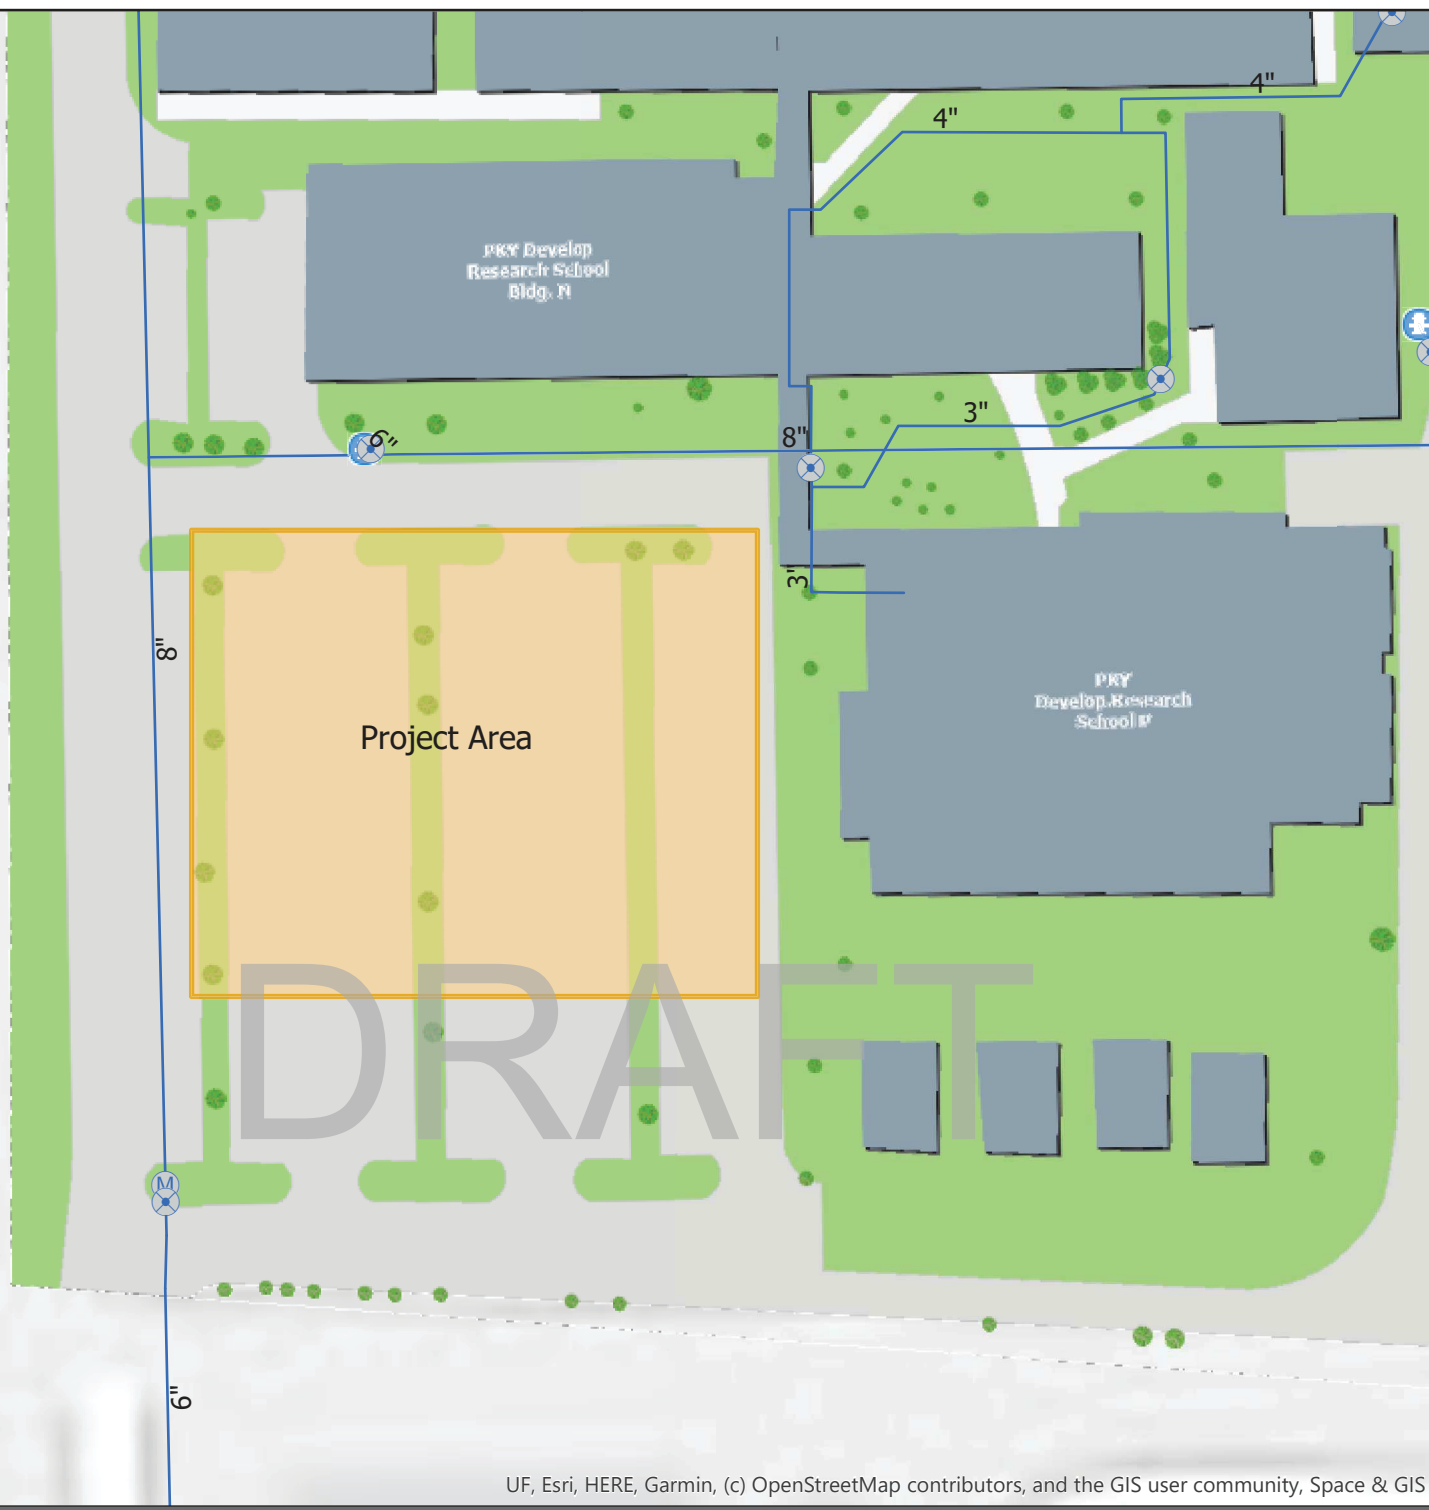 4"
4"
PKY Develop
Research School
Bldg. N
3"
6"
8"
3"
8"
PKY
Develop.Research
School
Project Area
DRAFT
M
6"
UF, Esri, HERE, Garmin, (c) OpenStreetMap contributors, and the GIS user community, Space & GIS